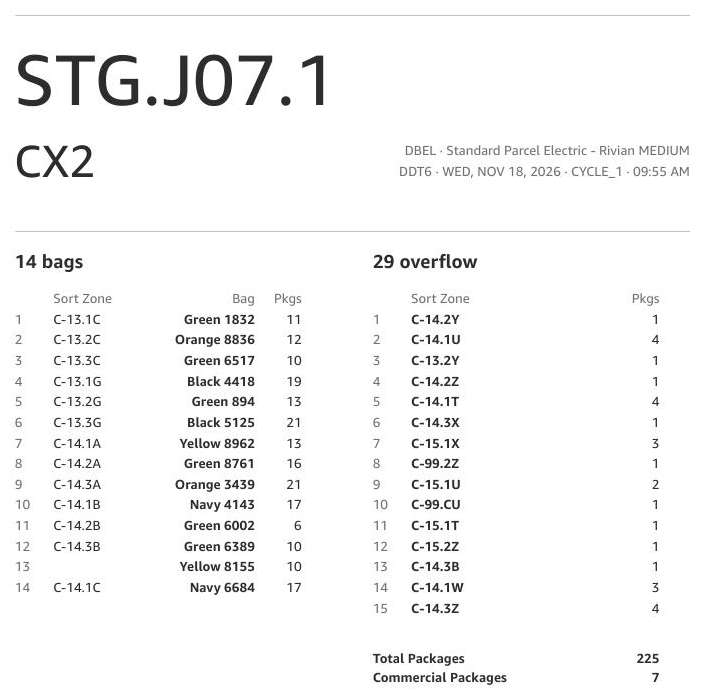 STG.J07.1
CX2
DBEL · Standard Parcel Electric - Rivian MEDIUM
DDT6 · WED, NOV 18, 2026 · CYCLE_1 · 09:55 AM
14 bags
Sort Zone Bag Pkgs
1 C-13.1C Green 1832 11
2 C-13.2C Orange 8836 12
3 C-13.3C Green 6517 10
4 C-13.1G Black 4418 19
5 C-13.2G Green 894 13
6 C-13.3G Black 5125 21
7 C-14.1A Yellow 8962 13
8 C-14.2A Green 8761 16
9 C-14.3A Orange 3439 21
10 C-14.1B Navy 4143 17
11 C-14.2B Green 6002 6
12 C-14.3B Green 6389 10
13 Yellow 8155 10
14 C-14.1C Navy 6684 17
29 overflow
Sort Zone Pkgs
1 C-14.2Y 1
2 C-14.1U 4
3 C-13.2Y 1
4 C-14.2Z 1
5 C-14.1T 4
6 C-14.3X 1
7 C-15.1X 3
8 C-99.2Z 1
9 C-15.1U 2
10 C-99.CU 1
11 C-15.1T 1
12 C-15.2Z 1
13 C-14.3B 1
14 C-14.1W 3
15 C-14.3Z 4
Total Packages 225
Commercial Packages 7